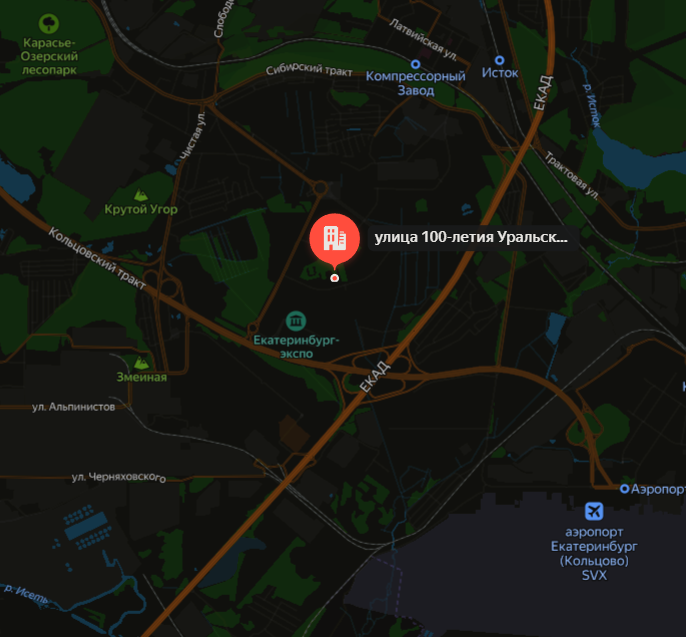 Карасье-
Озерский
лесопарк
Латвийская ул.
Сибирский тракт
Компрессорный
Завод
Исток
ЕКАД
р. Исток
Чистая ул.
Трактовая ул.
Крутой Угор
Кольцовский тракт
улица 100-летия Уральск...
Екатеринбург-
экспо
Змеиная
ЕКАД
ул. Альпинистов
ул. Черняховского
Аэропорт
аэропорт
Екатеринбург
(Кольцово)
SVX
р. Исеть